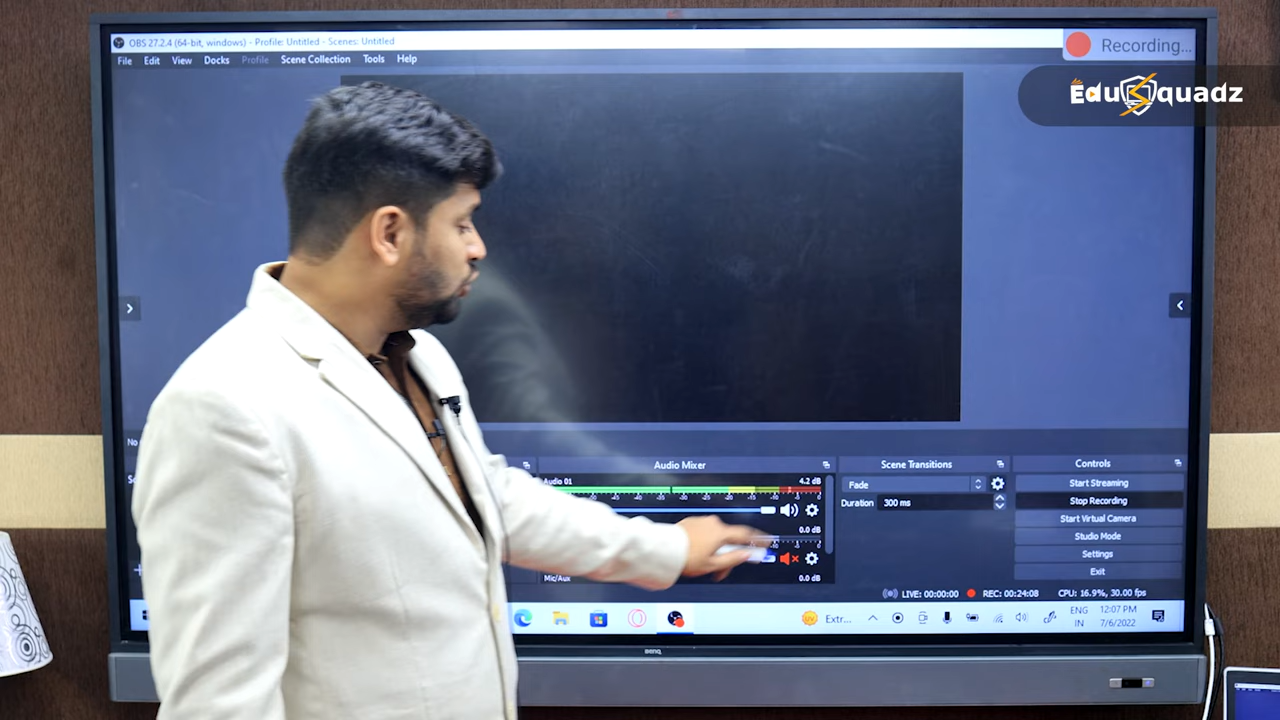 OBS 27.2.4 (64-bit, windows) - Profile: Untitled - Scenes: Untitled
Recording...
File Edit View Docks Profile Scene Collection Tools Help
EduSquadz
No
Audio Mixer
Scene Transitions
Controls
Audio 01
4.2 dB
Fade
Start Streaming
Duration 300 ms
Stop Recording
0.0 dB
Start Virtual Camera
Studio Mode
Settings
Mic/Aux
0.0 dB
Exit
LIVE: 00:00:00
REC: 00:24:08
CPU: 16.9%, 30.00 fps
Extr...
ENG
IN
12:07 PM
7/6/2022
BenQ